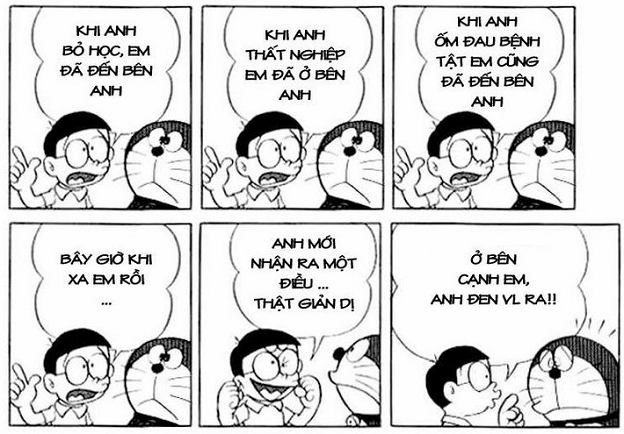 KHI ANH
BỎ HỌC, EM
ĐÃ ĐẾN BÊN
ANH
KHI ANH
THẤT NGHIỆP
EM ĐÃ Ở BÊN
ANH
KHI ANH
ỐM ĐAU BỆNH
TẬT EM CŨNG
ĐÃ ĐẾN BÊN
ANH
BÂY GIỜ KHI
XA EM RỒI
...
ANH MỚI
NHẬN RA MỘT
ĐIỀU ...
THẬT GIẢN DỊ
Ở BÊN
CẠNH EM,
ANH ĐEN VL RA!!